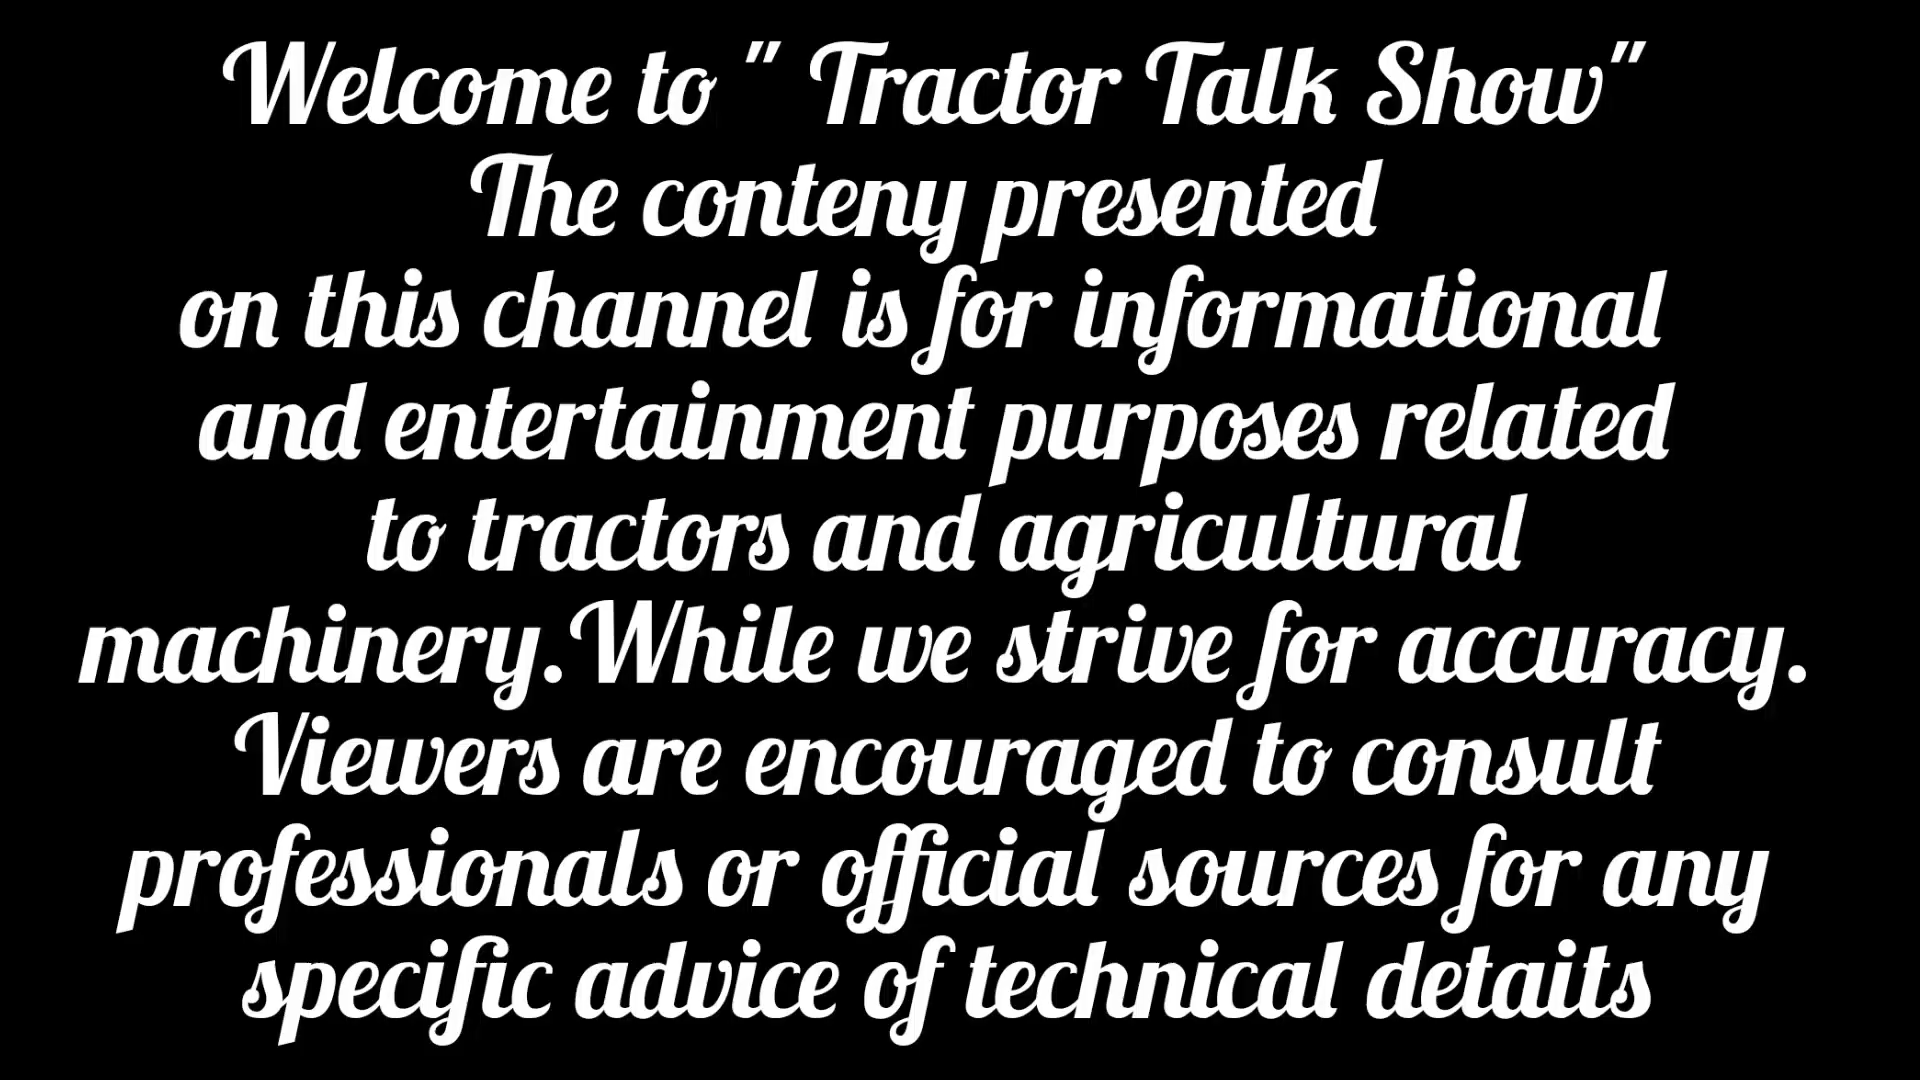 Welcome to " Tractor Talk Show"
The conteny presented
on this channel is for informational
and entertainment purposes related
to tractors and agricultural
machinery.While we strive for accuracy.
Viewers are encouraged to consult
professionals or official sources for any
specific advice of technical detaits